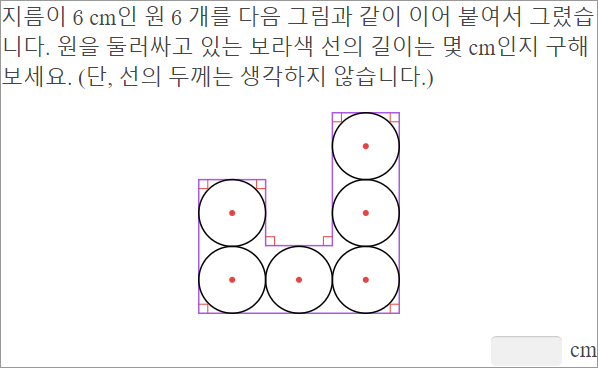 지름이 6 cm인 원 6 개를 다음 그림과 같이 이어 붙여서 그렸습
니다. 원을 둘러싸고 있는 보라색 선의 길이는 몇 cm인지 구해
보세요. (단, 선의 두께는 생각하지 않습니다.)
cm